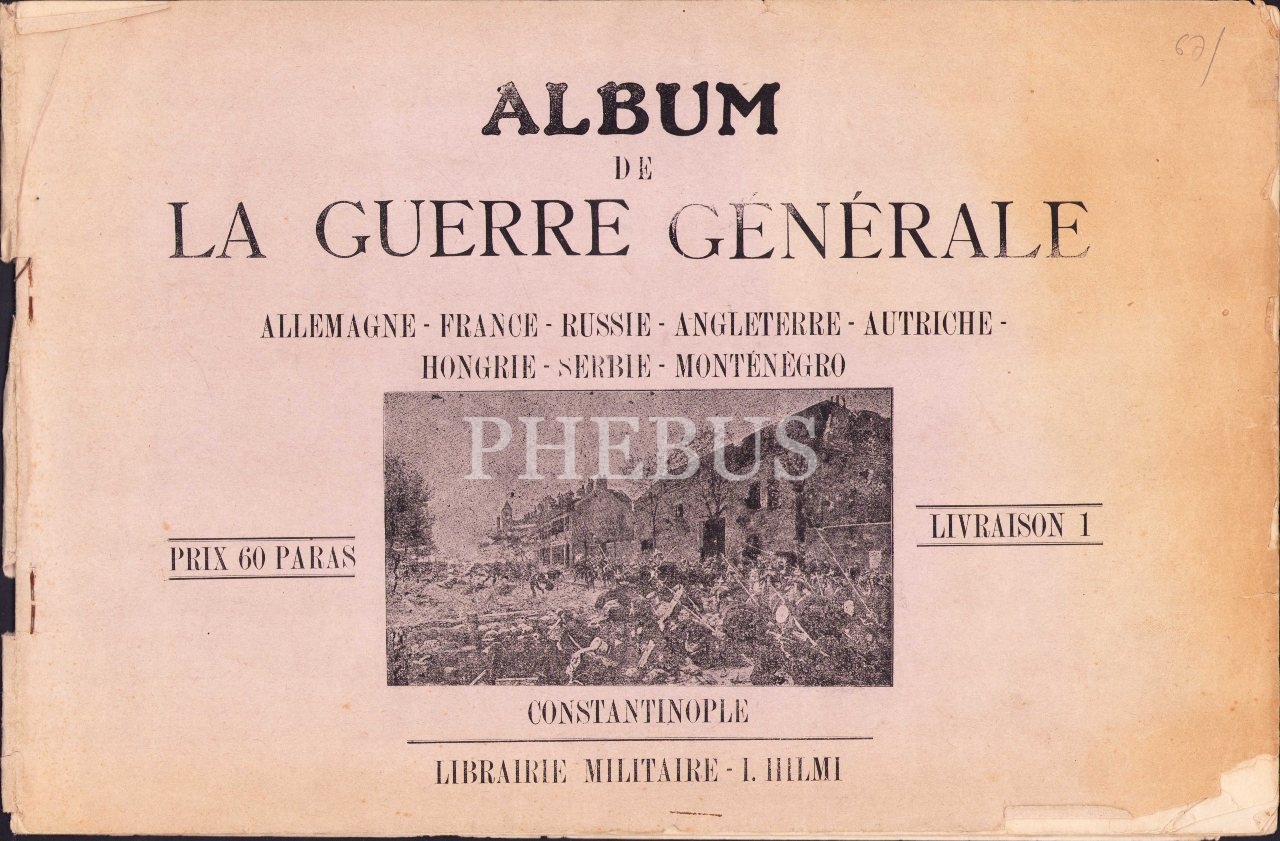 ALBUM
DE
LA GUERRE GÉNÉRALE
ALLEMAGNE - FRANCE - RUSSIE - ANGLETERRE - AUTRICHE -
HONGRIE - SERBIE - MONTÉNÉGRO
PHEBUS
PRIX 60 PARAS
LIVRAISON 1
CONSTANTINOPLE
LIBRAIRIE MILITAIRE - I. HILMI